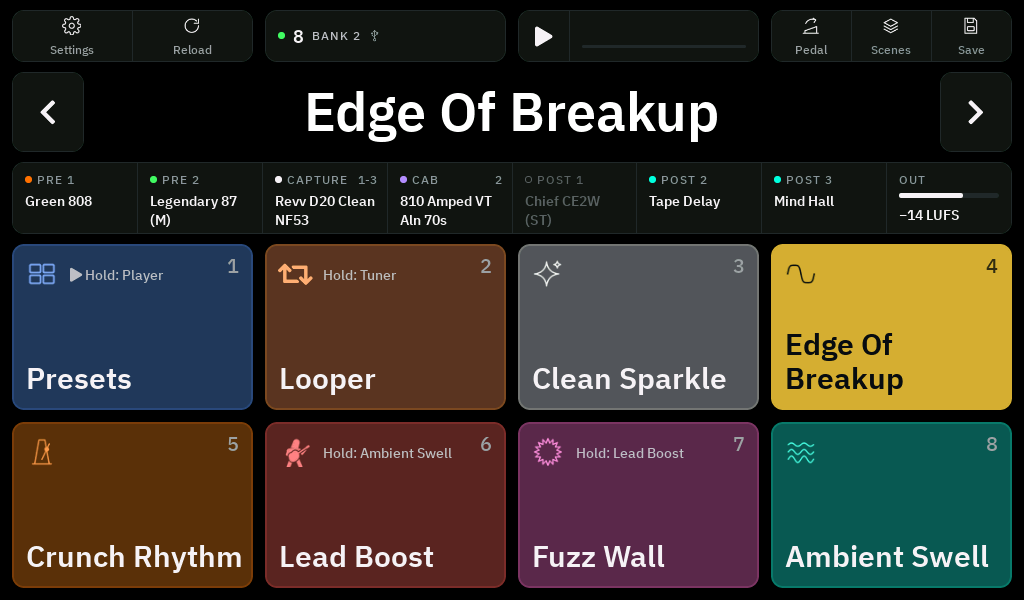 Settings
Reload
8 BANK 2
Pedal
Scenes
Save
Edge Of Breakup
PRE 1
Green 808
PRE 2
Legendary 87
(M)
CAPTURE 1-3
Revv D20 Clean
NF53
CAB 2
810 Amped VT
Aln 70s
POST 1
Chief CE2W
(ST)
POST 2
Tape Delay
POST 3
Mind Hall
OUT
−14 LUFS
Hold: Player 1
Presets
Hold: Tuner 2
Looper
3
Clean Sparkle
4
Edge Of
Breakup
5
Crunch Rhythm
Hold: Ambient Swell 6
Lead Boost
Hold: Lead Boost 7
Fuzz Wall
8
Ambient Swell